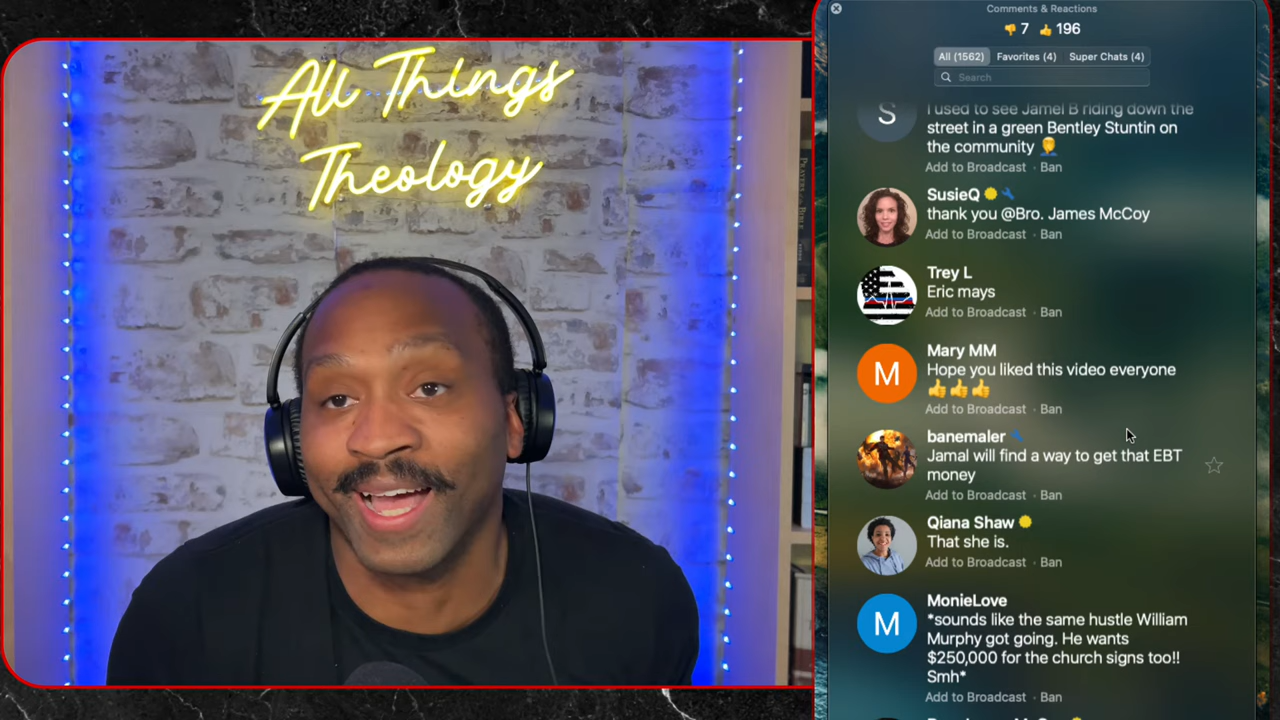 All Things
Theology
Comments & Reactions
👎 7 👍 196
All (1562) Favorites (4) Super Chats (4)
Search
S
I used to see Jamel B riding down the
street in a green Bentley Stuntin on
the community 🤦‍♂️
Add to Broadcast · Ban
SusieQ
thank you @Bro. James McCoy
Add to Broadcast · Ban
Trey L
Eric mays
Add to Broadcast · Ban
M
Mary MM
Hope you liked this video everyone
👍👍👍
Add to Broadcast · Ban
banemaler
Jamal will find a way to get that EBT
money
Add to Broadcast · Ban
Qiana Shaw
That she is.
Add to Broadcast · Ban
M
MonieLove
*sounds like the same hustle William
Murphy got going. He wants
$250,000 for the church signs too!!
Smh*
Add to Broadcast · Ban